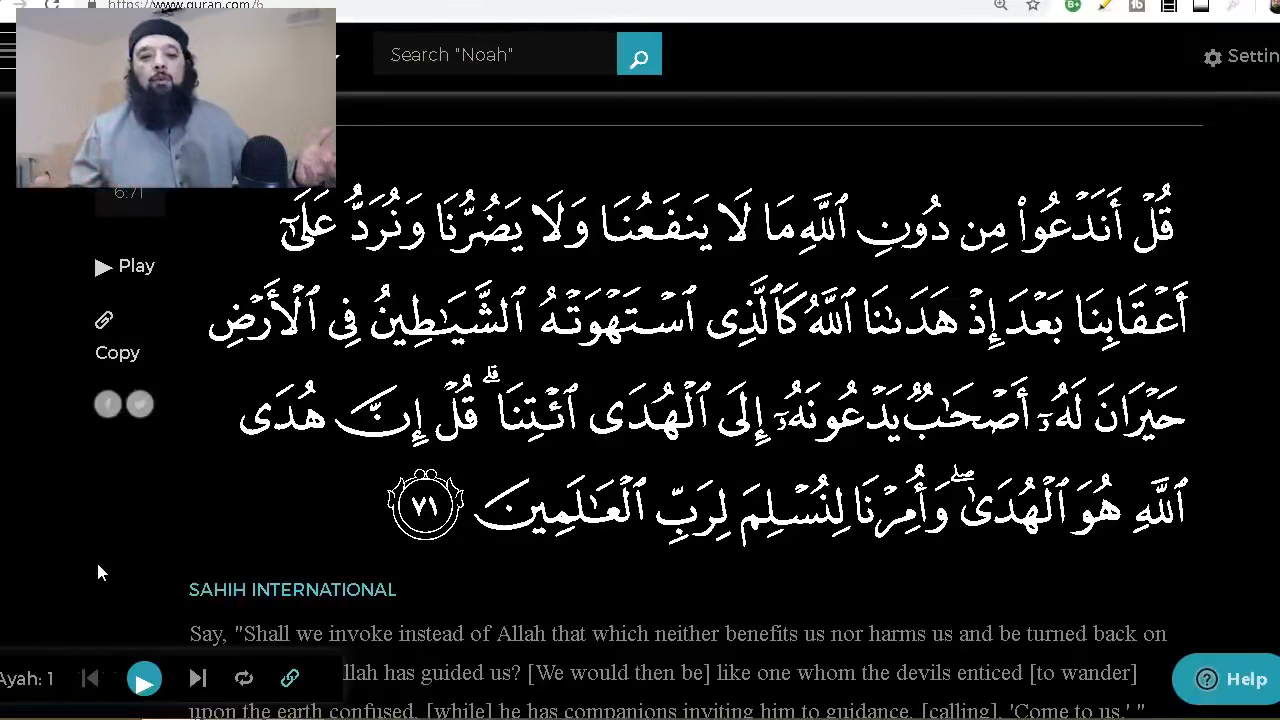 https://www.quran.com/6
Search "Noah"
6:71
قُلْ أَنَدْعُوا۟ مِن دُونِ ٱللَّهِ مَا لَا يَنفَعُنَا وَلَا يَضُرُّنَا وَنُرَدُّ عَلَىٰٓ
أَعْقَابِنَا بَعْدَ إِذْ هَدَىٰنَا ٱللَّهُ كَٱلَّذِى ٱسْتَهْوَتْهُ ٱلشَّيَـٰطِينُ فِى ٱلْأَرْضِ
Play
حَيْرَانَ لَهُۥٓ أَصْحَـٰبٌ يَدْعُونَهُۥٓ إِلَى ٱلْهُدَى ٱئْتِنَا ۗ قُلْ إِنَّ هُدَى
Copy
ٱللَّهِ هُوَ ٱلْهُدَىٰ ۖ وَأُمِرْنَا لِنُسْلِمَ لِرَبِّ ٱلْعَـٰلَمِينَ ٧١
SAHIH INTERNATIONAL
Say, "Shall we invoke instead of Allah that which neither benefits us nor harms us and be turned back on
has guided us? [We would then be] like one whom the devils enticed [to wander]
upon the earth confused, [while] he has companions inviting him to guidance, [calling], 'Come to us.' "
Ayah: 1
Help